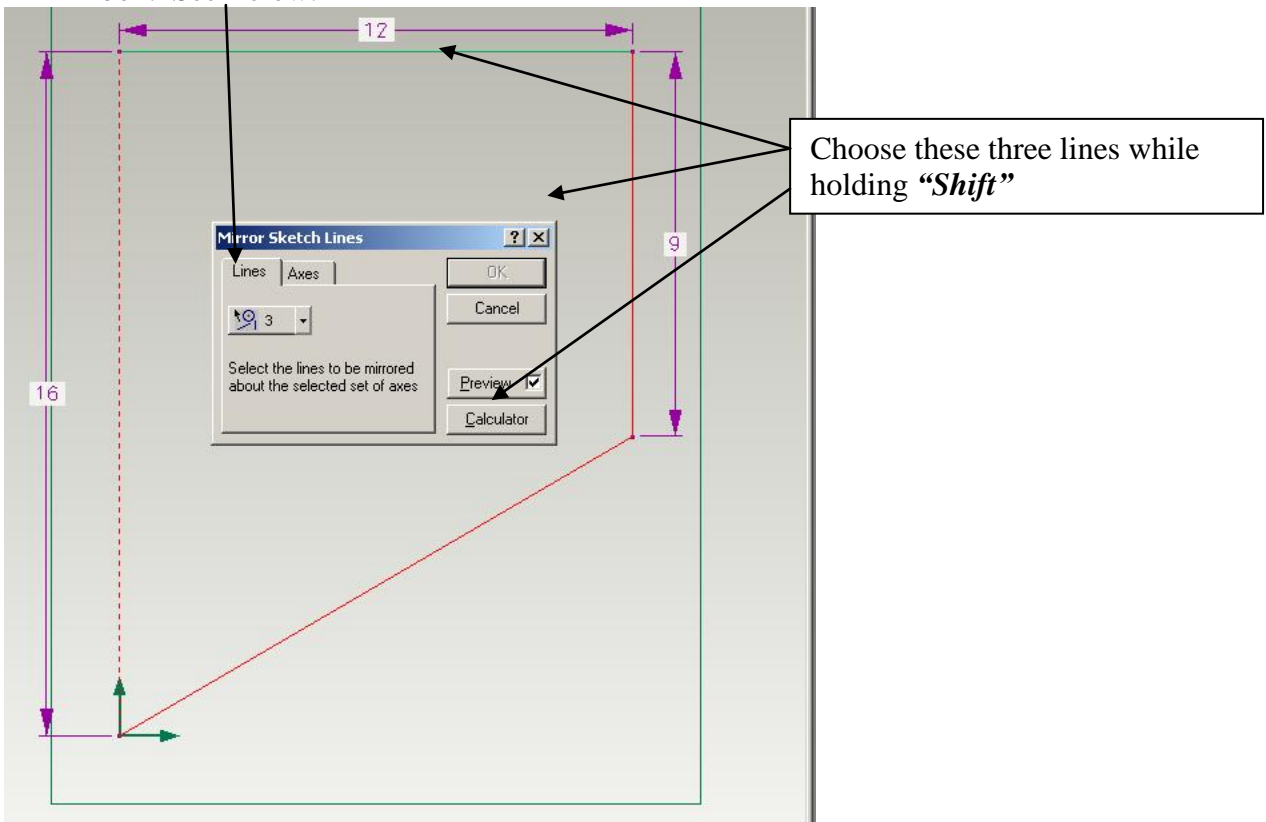 12
Choose these three lines while
holding “Shift”
Mirror Sketch Lines
? X
9
Lines
Axes
OK
Cancel
3
Select the lines to be mirrored
about the selected set of axes
Preview
16
Calculator